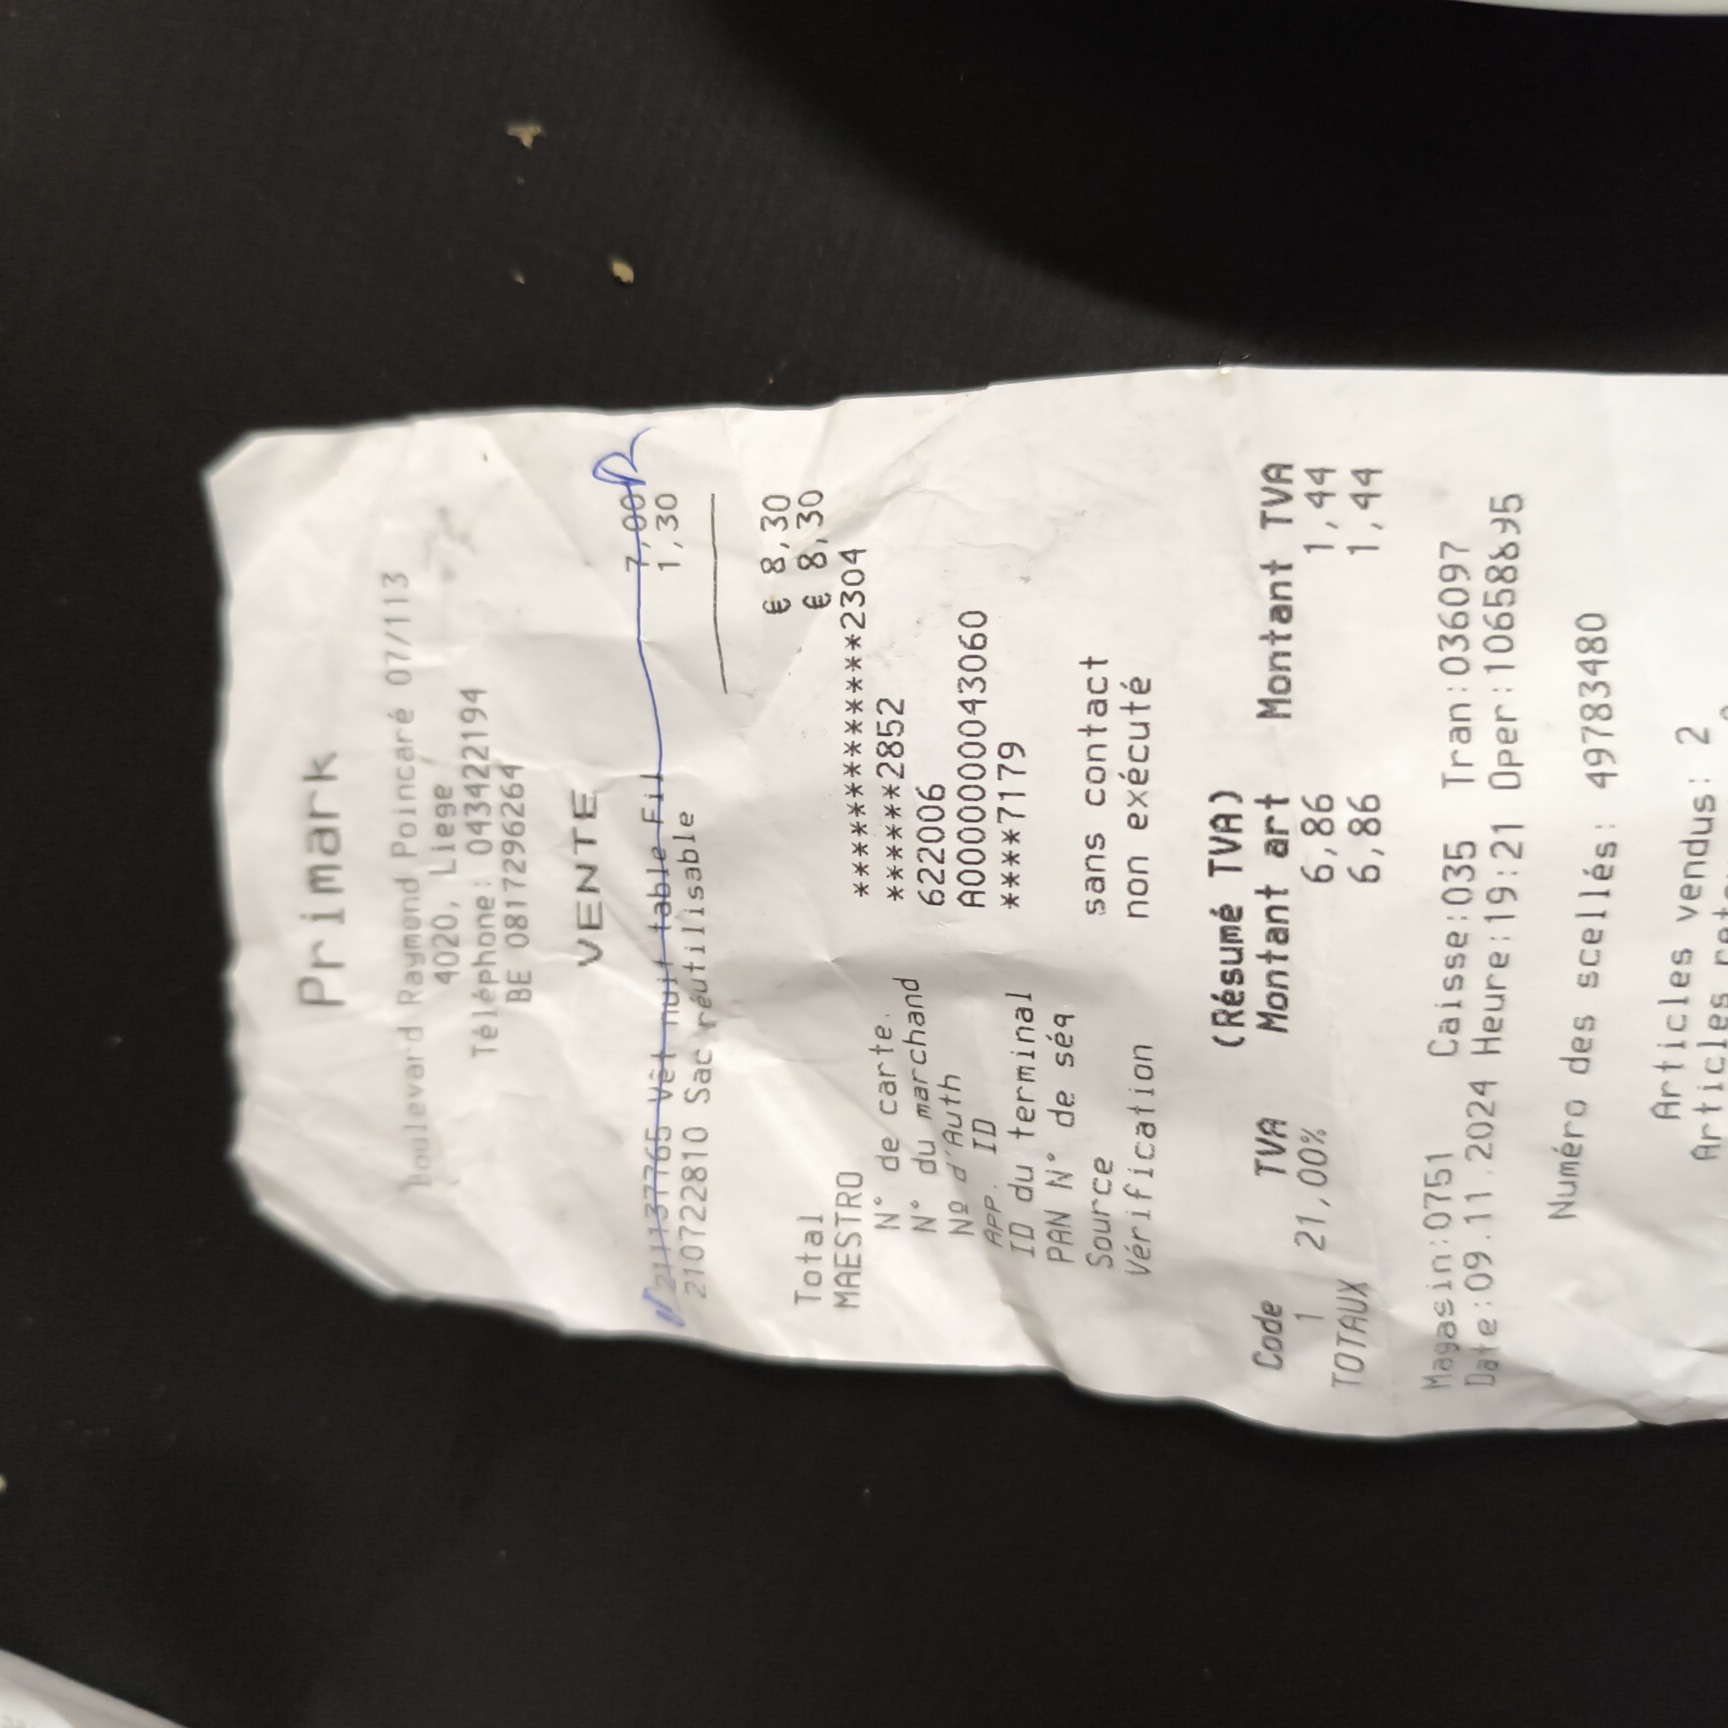 Primark
Boulevard Raymond Poincaré 07/113
4020, Liege
Téléphone: 043422194
BE 0817296264
VENTE
211137765 Vêt nuit table Fil 7,00
210722810 Sac réutilisable 1,30
Total € 8,30
MAESTRO € 8,30
N° de carte. ***************2304
N° du marchand ******2852
Nº d'Auth 622006
APP. ID A0000000043060
ID du terminal ****7179
PAN N° de séq
Source sans contact
Vérification non exécuté
(Résumé TVA)
Code TVA Montant art Montant TVA
1 21,00% 6,86 1,44
TOTAUX 6,86 1,44
Magasin:0751 Caisse:035 Tran:036097
Date:09.11.2024 Heure:19:21 Oper:10658895
Numéro des scellés: 49783480
Articles vendus: 2
Articles